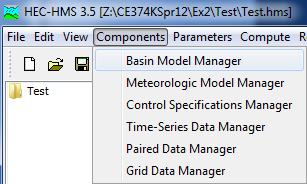 HEC-HMS 3.5 [Z:\CE374KSpr12\Ex2\Test\Test.hms]
File Edit View Components Parameters Compute R
Basin Model Manager
Test
Meteorologic Model Manager
Control Specifications Manager
Time-Series Data Manager
Paired Data Manager
Grid Data Manager